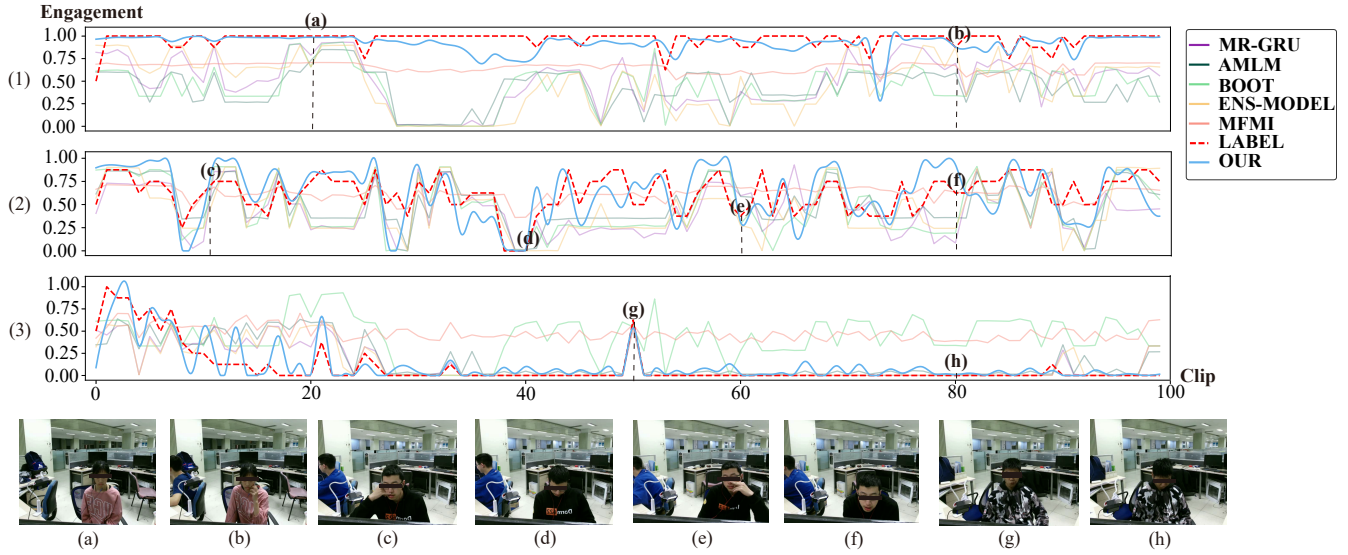 Engagement
(a)
(b)
(1)
1.00
0.75
0.50
0.25
0.00
MR-GRU
AMLM
BOOT
ENS-MODEL
MFMI
LABEL
OUR
(2)
1.00
0.75
0.50
0.25
0.00
(c)
(d)
(e)
(f)
(3)
1.00
0.75
0.50
0.25
0.00
(g)
(h)
Clip
0 20 40 60 80 100
(a) (b) (c) (d) (e) (f) (g) (h)